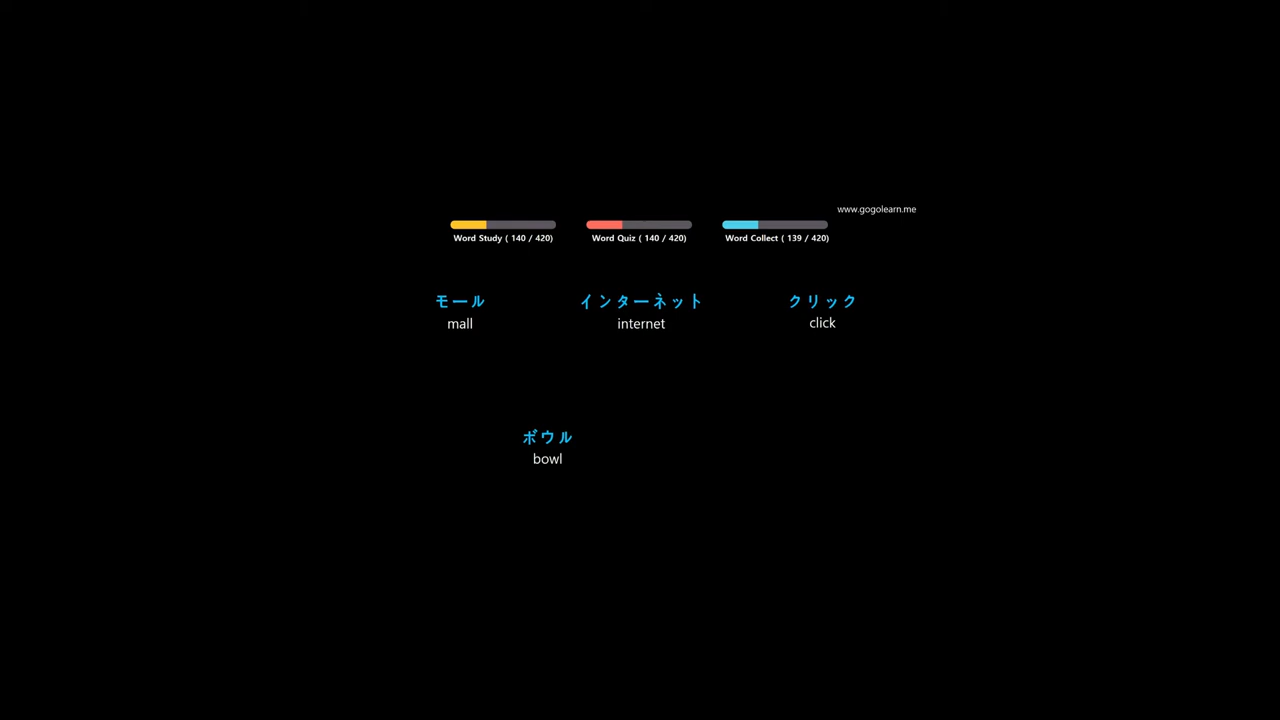 www.gogolearn.me
Word Study ( 140 / 420)
Word Quiz ( 140 / 420)
Word Collect ( 139 / 420)
モール
mall
インターネット
internet
クリック
click
ボウル
bowl